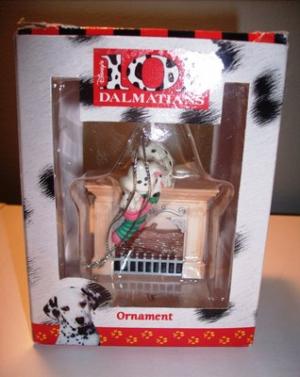 Disney's
101
DALMATIANS
Ornament